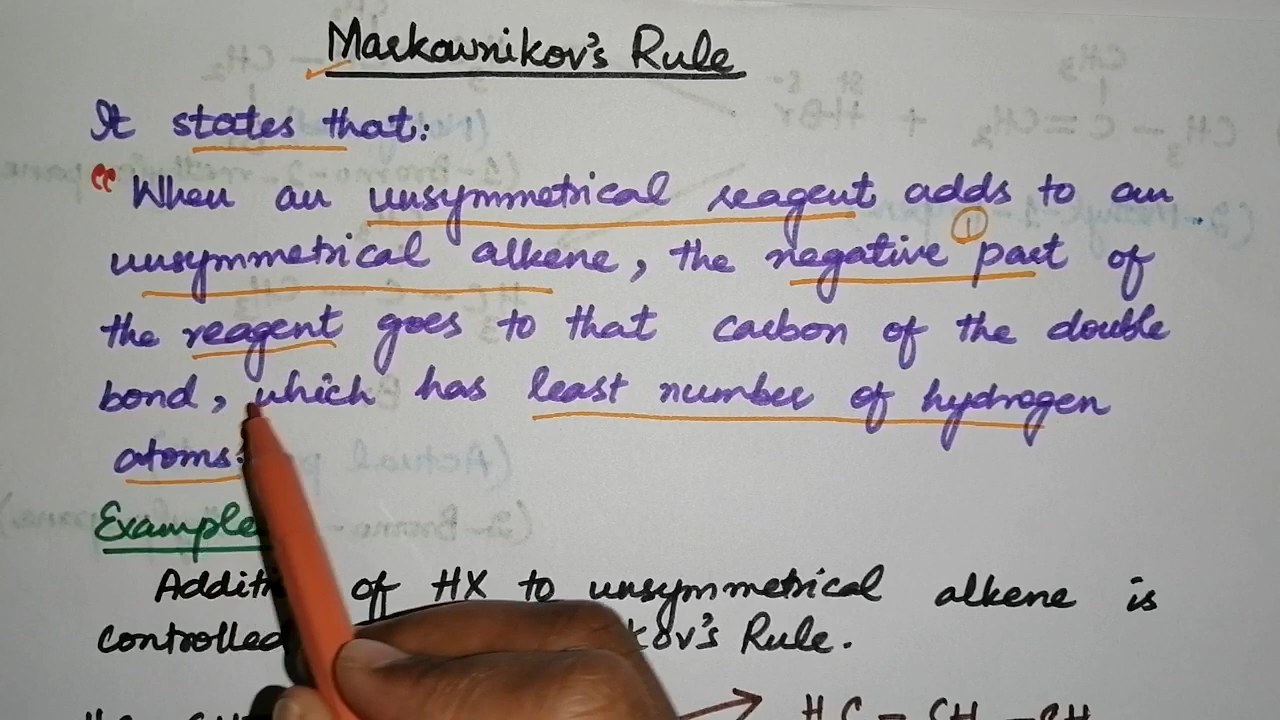 Markownikov's Rule
It states that:
" When an unsymmetrical reagent adds to an
unsymmetrical alkene, the negative part of
①
the reagent goes to that carbon of the double
bond, which has least number of hydrogen
atoms.
Example
of HX to unsymmetrical alkene is
controlled Rule.